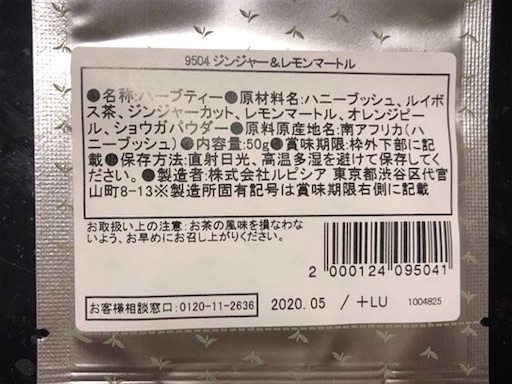 9504 ジンジャー&レモンマートル
●名称:ハーブティー●原材料名:ハニーブッシュ、ルイボ
ス茶、ジンジャーカット、レモンマートル、オレンジピー
ル、ショウガパウダー●原料原産地名:南アフリカ(ハ
ニーブッシュ)●内容量:50g●賞味期限:枠外下部に記
載●保存方法:直射日光、高温多湿を避けて保存してく
ださい。●製造者:株式会社ルピシア 東京都渋谷区代官
山町8-13※製造所固有記号は賞味期限右側に記載
お取扱い上の注意:お茶の風味を損なわな
いよう、お早めにお召し上がりください。
2 000124 095041
お客様相談窓口:0120-11-2636
2020.05 / +LU 1004825